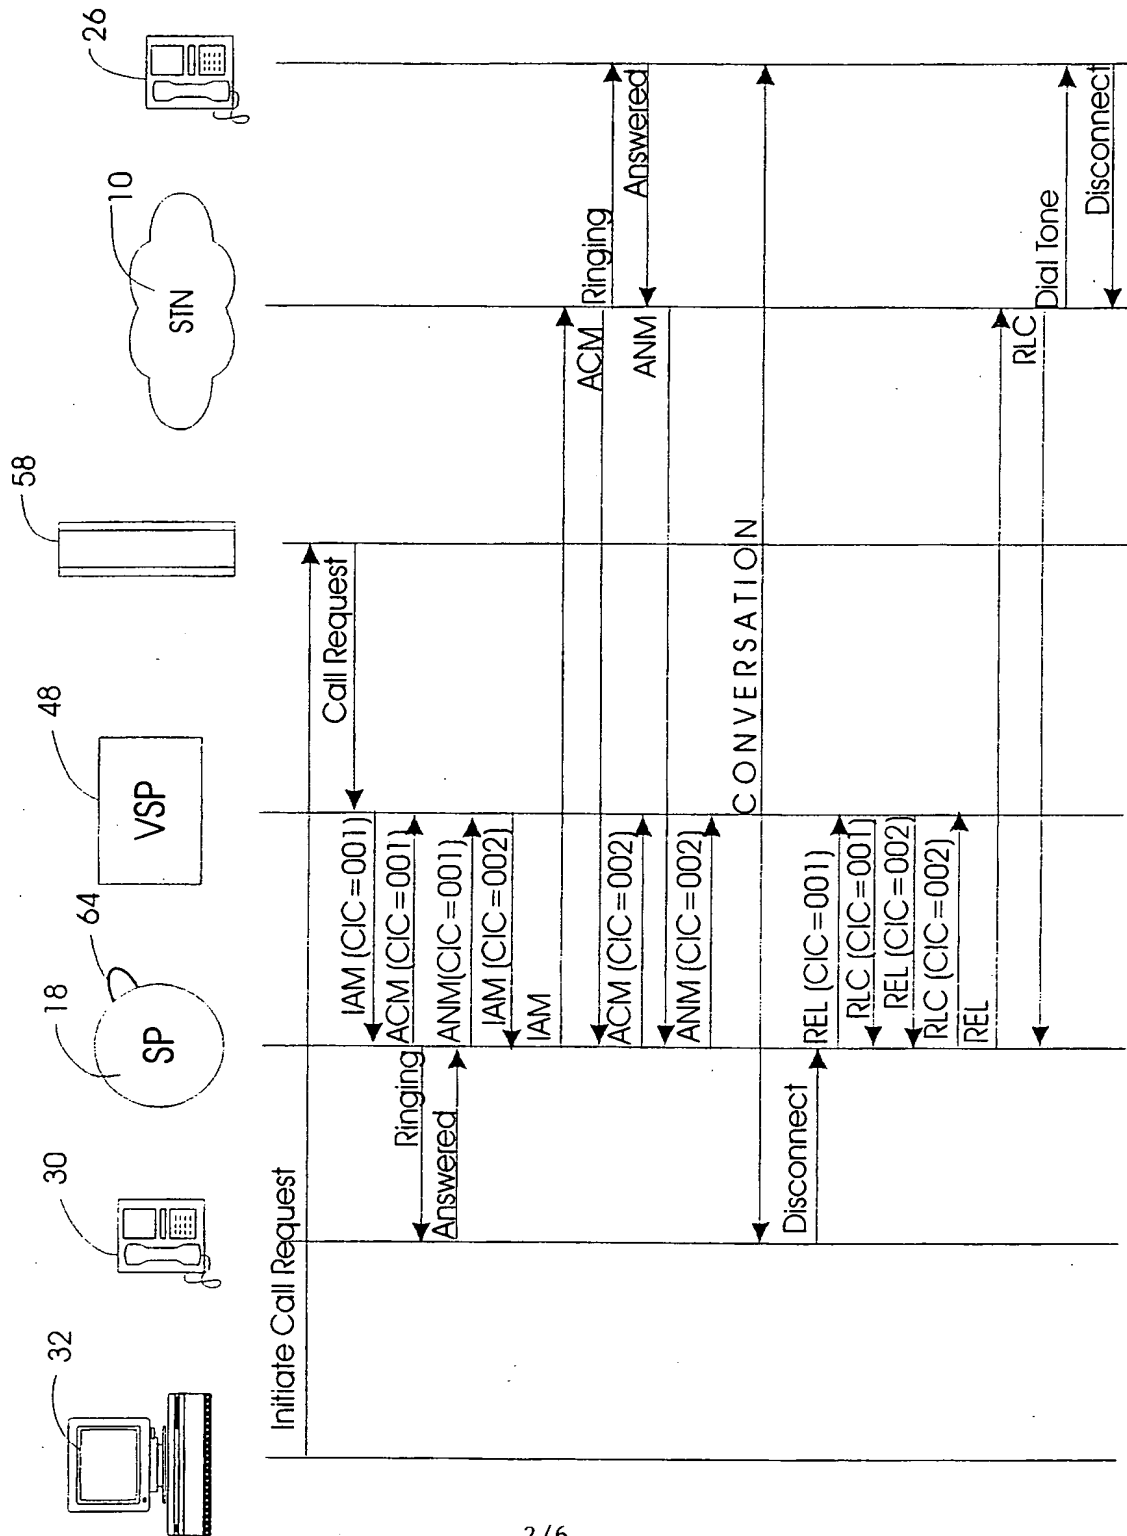 32
30
18
64
48
58
10
26
SP
VSP
STN
Initiate Call Request
Call Request
IAM (CIC=001)
ACM (CIC=001)
Ringing
Answered
ANM(CIC=001)
IAM (CIC=002)
IAM
ACM
Ringing
ACM (CIC=002)
Answered
ANM
ANM (CIC=002)
CONVERSATION
Disconnect
REL (CIC=001)
RLC (CIC=001)
REL (CIC=002)
RLC (CIC=002)
REL
RLC
Dial Tone
Disconnect
2/6